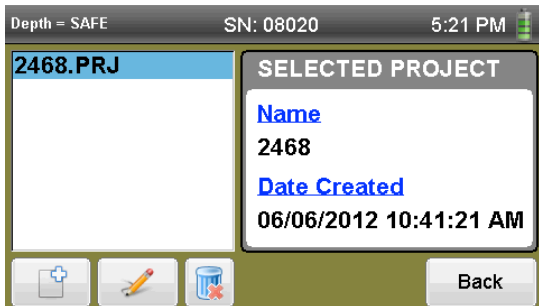 Depth = SAFE SN: 08020 5:21 PM
2468.PRJ
SELECTED PROJECT
Name
2468
Date Created
06/06/2012 10:41:21 AM
Back